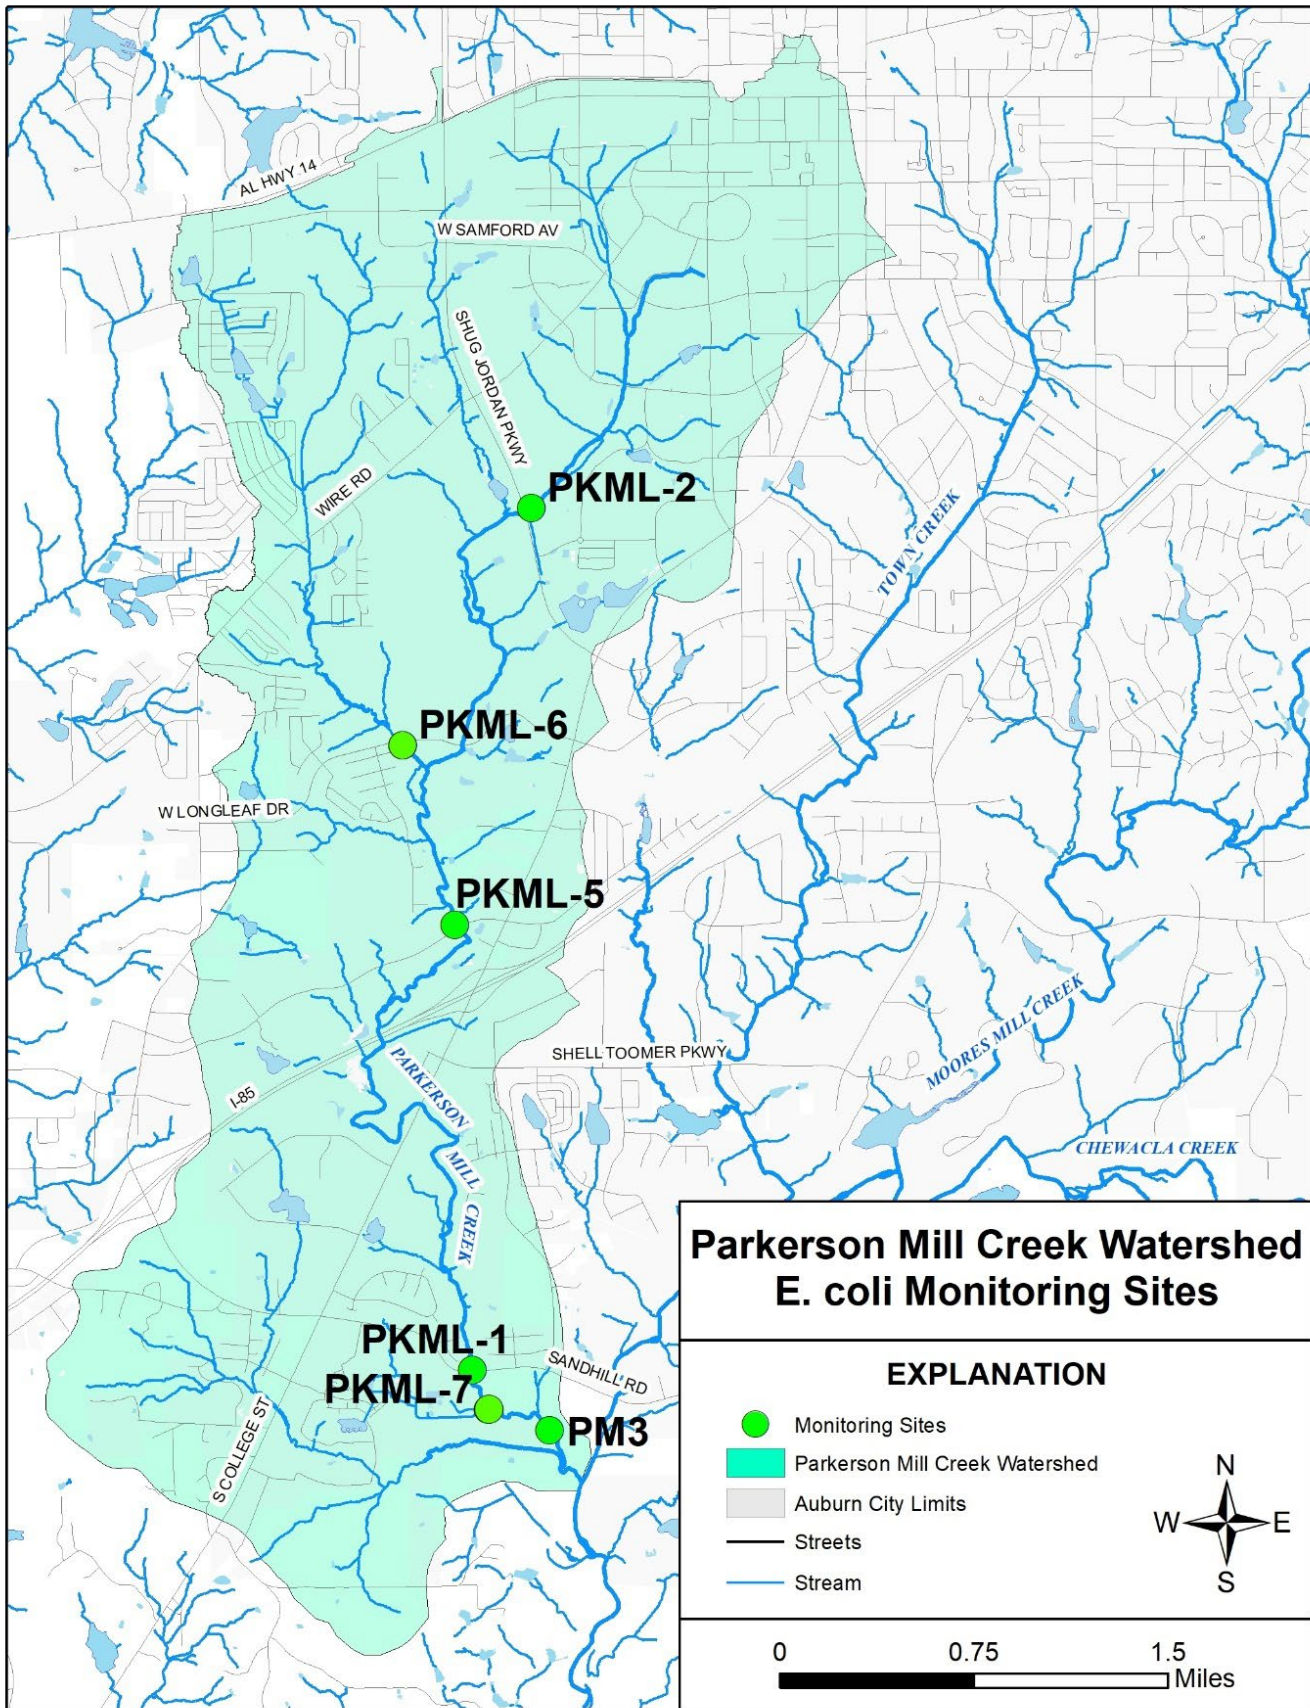 AL HWY 14
W SAMFORD AV
SHUG JORDAN PKWY
WIRE RD
PKML-2
TOWN CREEK
PKML-6
W LONGLEAF DR
PKML-5
MOORES MILL CREEK
SHELL TOOMER PKWY
I-85
PARKERSON MILL CREEK
CHEWACLA CREEK
PKML-1
PKML-7
SANDHILL RD
PM3
S COLLEGE ST
Parkerson Mill Creek Watershed
E. coli Monitoring Sites
EXPLANATION
Monitoring Sites
Parkerson Mill Creek Watershed
Auburn City Limits
Streets
Stream
N
W E
S
0 0.75 1.5
Miles